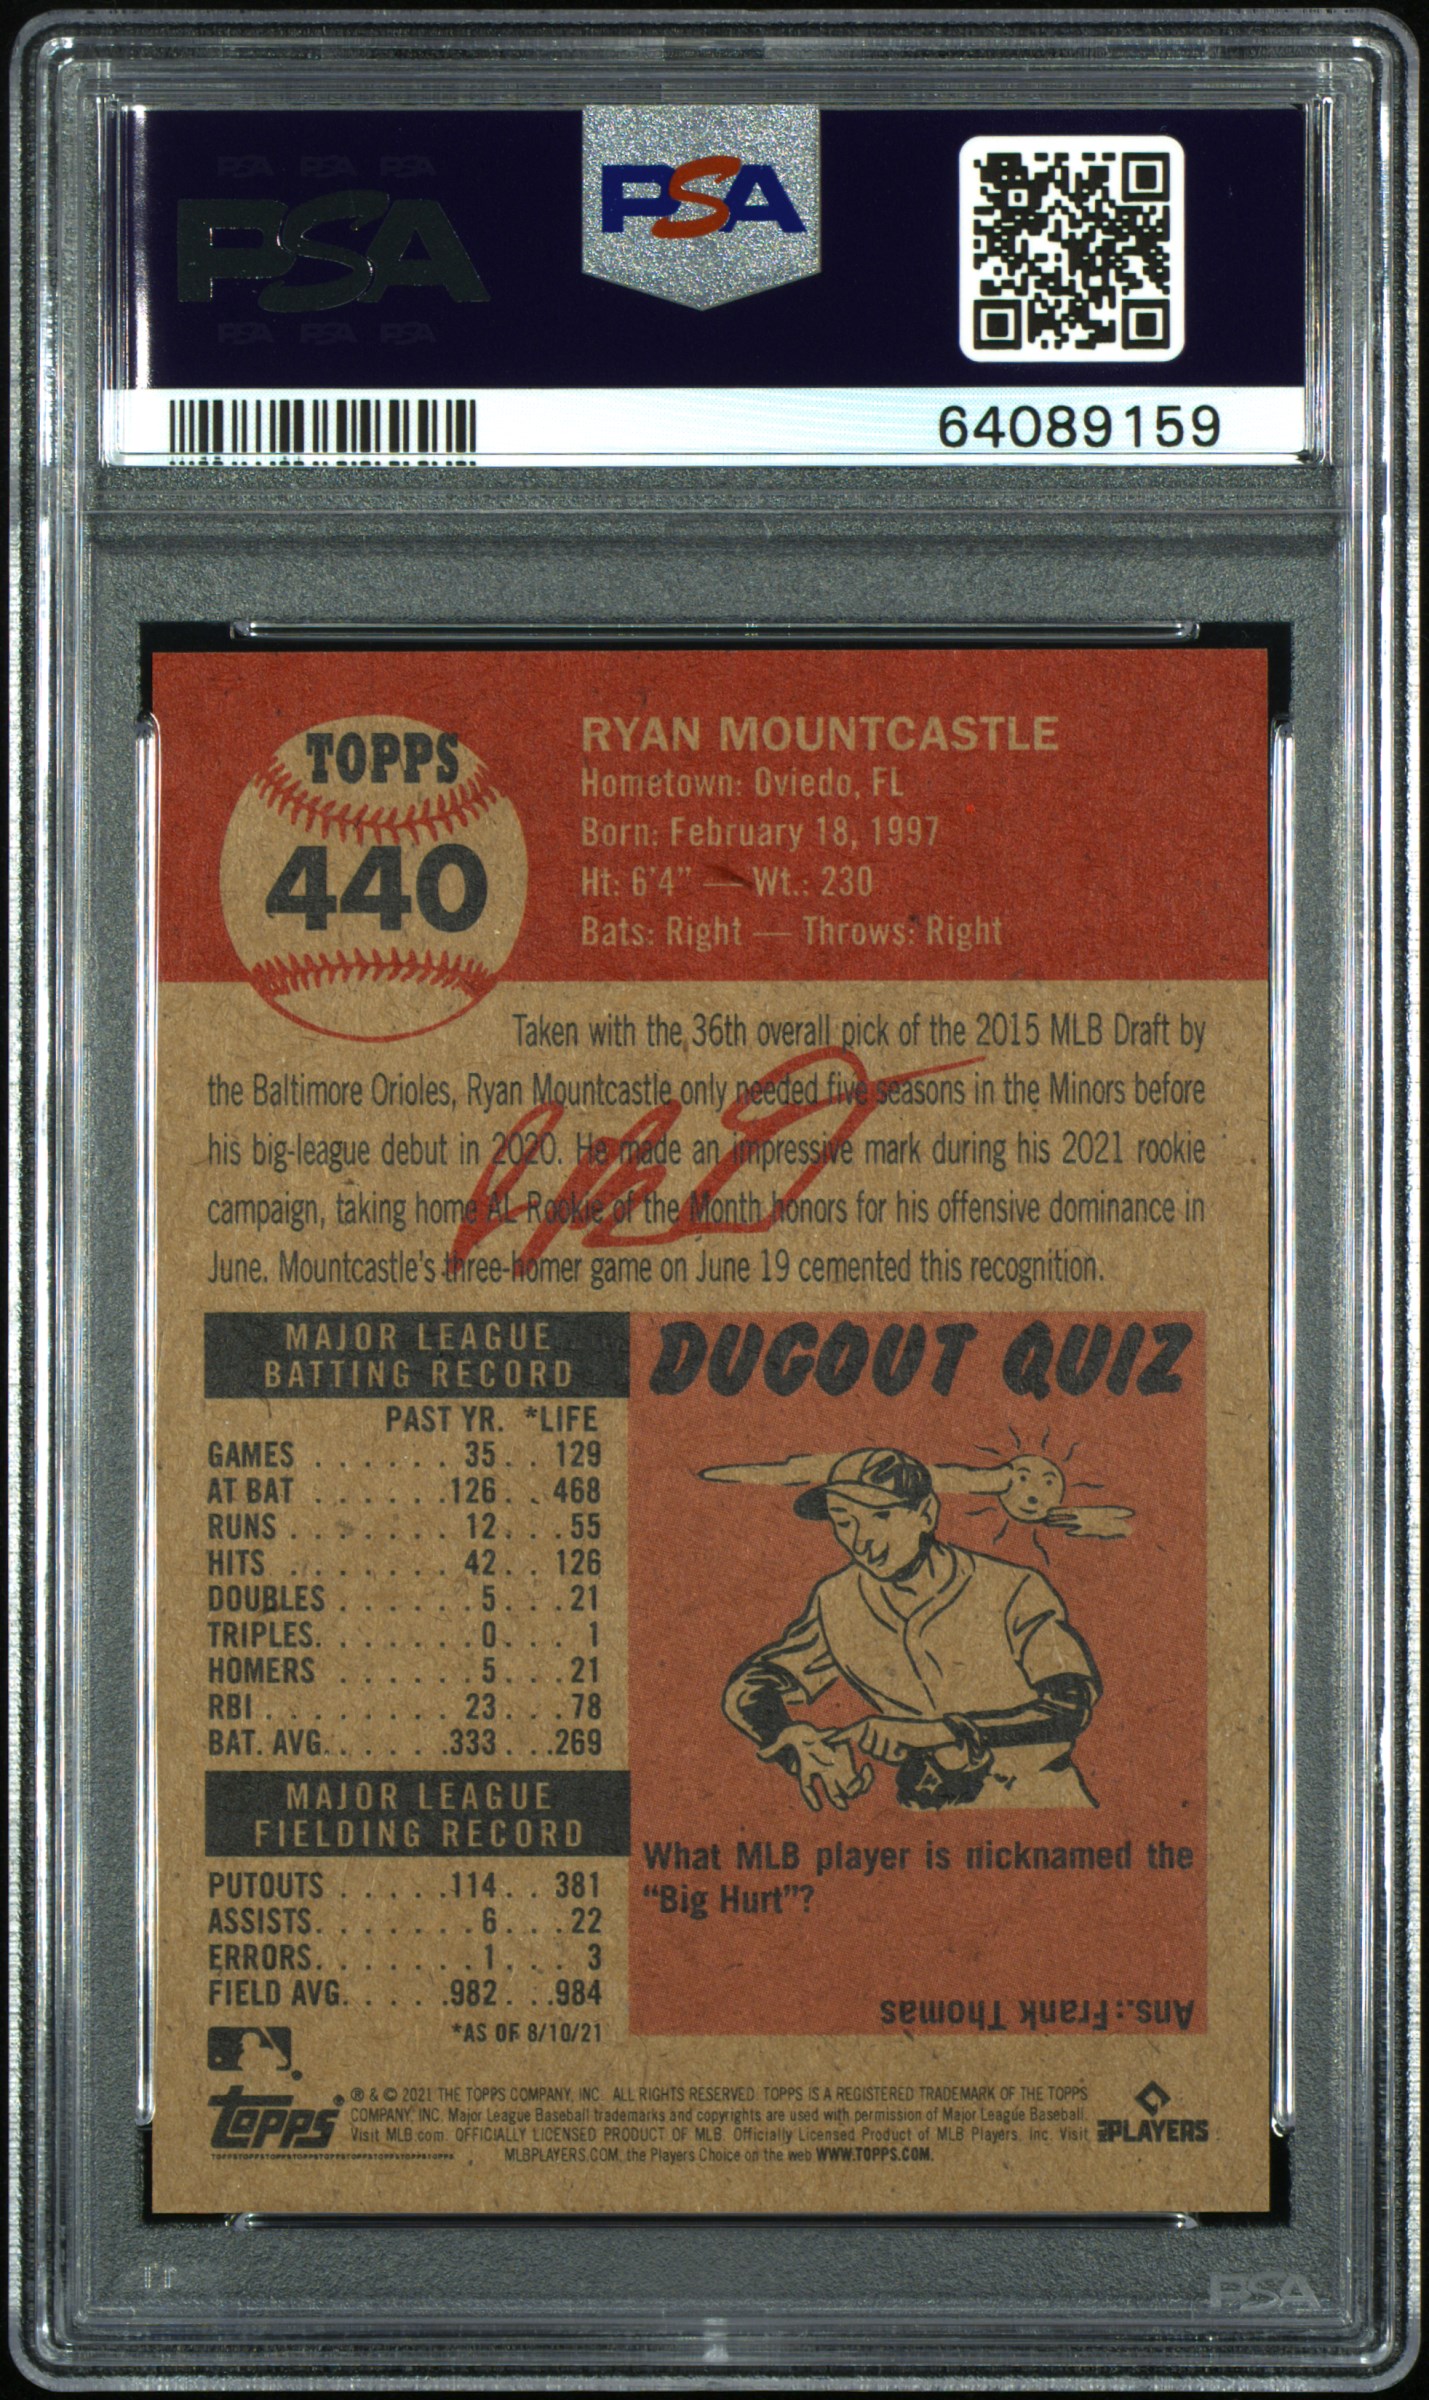 PSA PSA PSA
PSA
PSA PSA PSA
PSA
64089159
TOPPS
440
RYAN MOUNTCASTLE
Hometown: Oviedo, FL
Born: February 18, 1997
Ht: 6'4" — Wt.: 230
Bats: Right — Throws: Right
Taken with the 36th overall pick of the 2015 MLB Draft by
the Baltimore Orioles, Ryan Mountcastle only needed five seasons in the Minors before
his big-league debut in 2020. He made an impressive mark during his 2021 rookie
campaign, taking home AL Rookie of the Month honors for his offensive dominance in
June. Mountcastle's three-homer game on June 19 cemented this recognition.
MAJOR LEAGUE
BATTING RECORD
PAST YR. *LIFE
GAMES . . . . . . 35 . . 129
AT BAT . . . . . .126 . . 468
RUNS . . . . . . . 12 . . . 55
HITS . . . . . . . 42 . . 126
DOUBLES . . . . . . 5 . . . 21
TRIPLES. . . . . . . 0 . . . 1
HOMERS . . . . . . 5 . . . 21
RBI . . . . . . . . 23 . . . 78
BAT. AVG. . . . . .333 . . .269
MAJOR LEAGUE
FIELDING RECORD
PUTOUTS . . . . .114 . . 381
ASSISTS. . . . . . . 6 . . . 22
ERRORS. . . . . . . 1 . . . 3
FIELD AVG. . . . .982 . . .984
*AS OF 8/10/21
DUGOUT QUIZ
What MLB player is nicknamed the
"Big Hurt"?
Ans.: Frank Thomas
Topps
® & © 2021 THE TOPPS COMPANY, INC. ALL RIGHTS RESERVED. TOPPS IS A REGISTERED TRADEMARK OF THE TOPPS
COMPANY, INC. Major League Baseball trademarks and copyrights are used with permission of Major League Baseball.
Visit MLB.com. OFFICIALLY LICENSED PRODUCT OF MLB. Officially Licensed Product of MLB Players, Inc. Visit
MLBPLAYERS.COM, the Players Choice on the web WWW.TOPPS.COM.
TOPPSTOPPSTOPPSTOPPSTOPPSTOPPSTOPPSTOPPS
PLAYERS
PSA